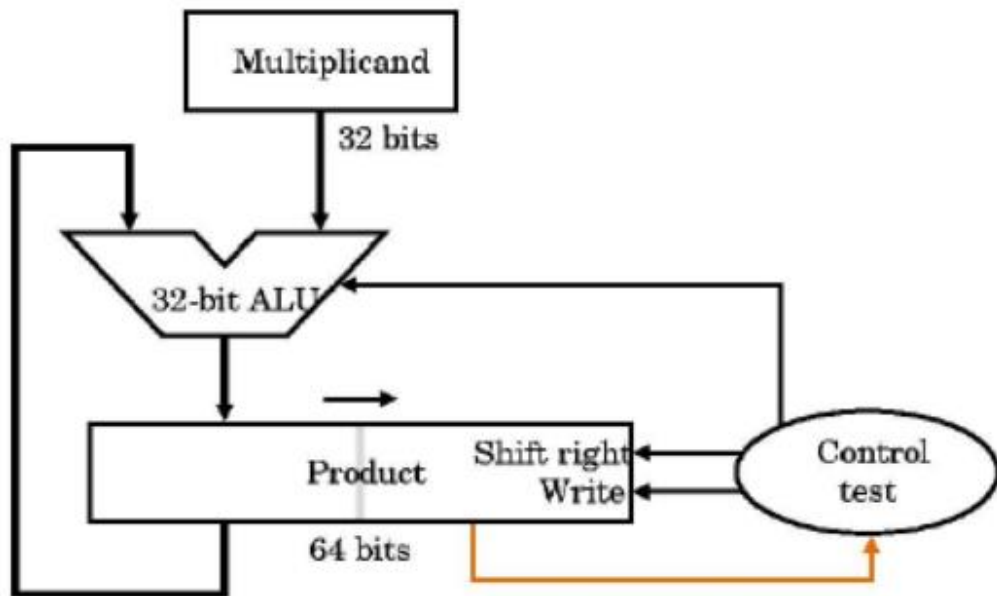 Multiplicand
32 bits
32-bit ALU
Shift right
Product
Write
Control
test
64 bits